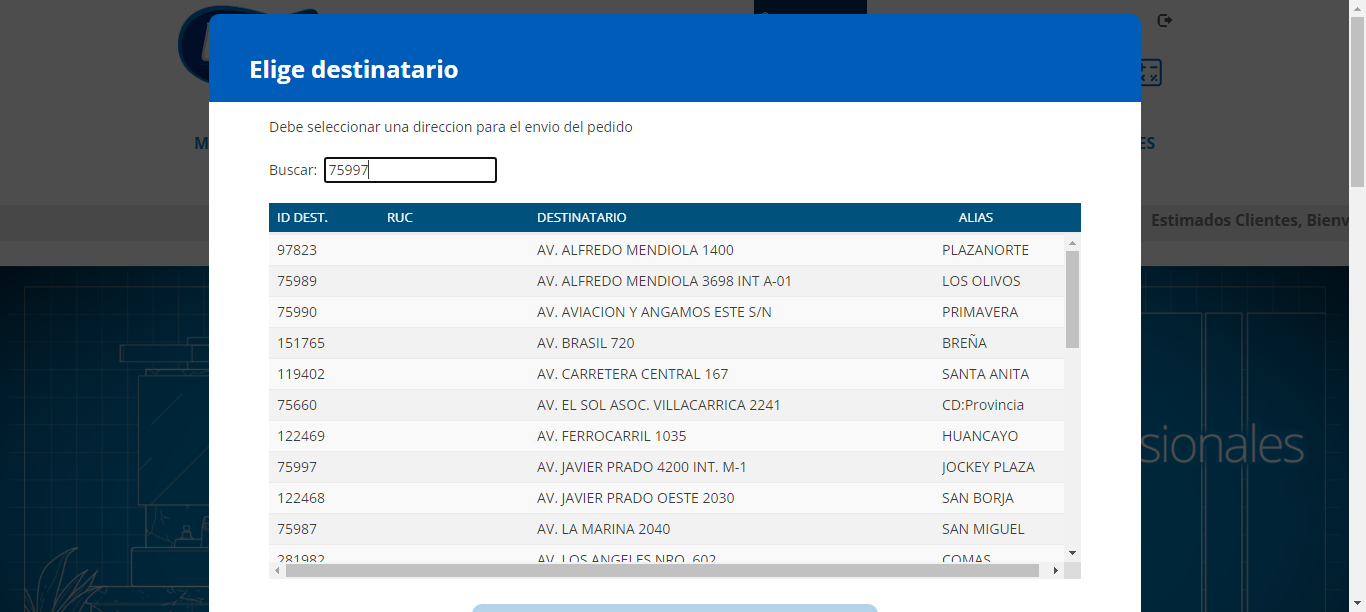 Elige destinatario
Debe seleccionar una direccion para el envio del pedido
Buscar: 75997
ID DEST. RUC DESTINATARIO ALIAS
97823 AV. ALFREDO MENDIOLA 1400 PLAZANORTE
75989 AV. ALFREDO MENDIOLA 3698 INT A-01 LOS OLIVOS
75990 AV. AVIACION Y ANGAMOS ESTE S/N PRIMAVERA
151765 AV. BRASIL 720 BREÑA
119402 AV. CARRETERA CENTRAL 167 SANTA ANITA
75660 AV. EL SOL ASOC. VILLACARRICA 2241 CD:Provincia
122469 AV. FERROCARRIL 1035 HUANCAYO
75997 AV. JAVIER PRADO 4200 INT. M-1 JOCKEY PLAZA
122468 AV. JAVIER PRADO OESTE 2030 SAN BORJA
75987 AV. LA MARINA 2040 SAN MIGUEL
281982 AV. LOS ANGELES NRO. 602 COMAS
M
ES
Estimados Clientes, Bienv
sionales